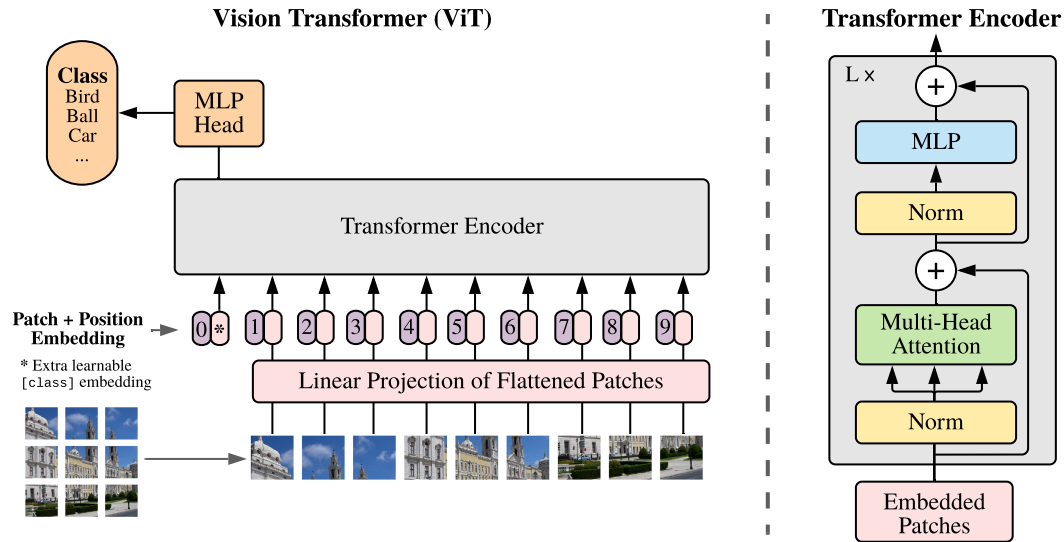 Vision Transformer (ViT)
Class
Bird
Ball
Car
...
MLP
Head
Transformer Encoder
Patch + Position
Embedding
0 * 1 2 3 4 5 6 7 8 9
* Extra learnable
[class] embedding
Linear Projection of Flattened Patches
Transformer Encoder
L ×
+
MLP
Norm
+
Multi-Head
Attention
Norm
Embedded
Patches